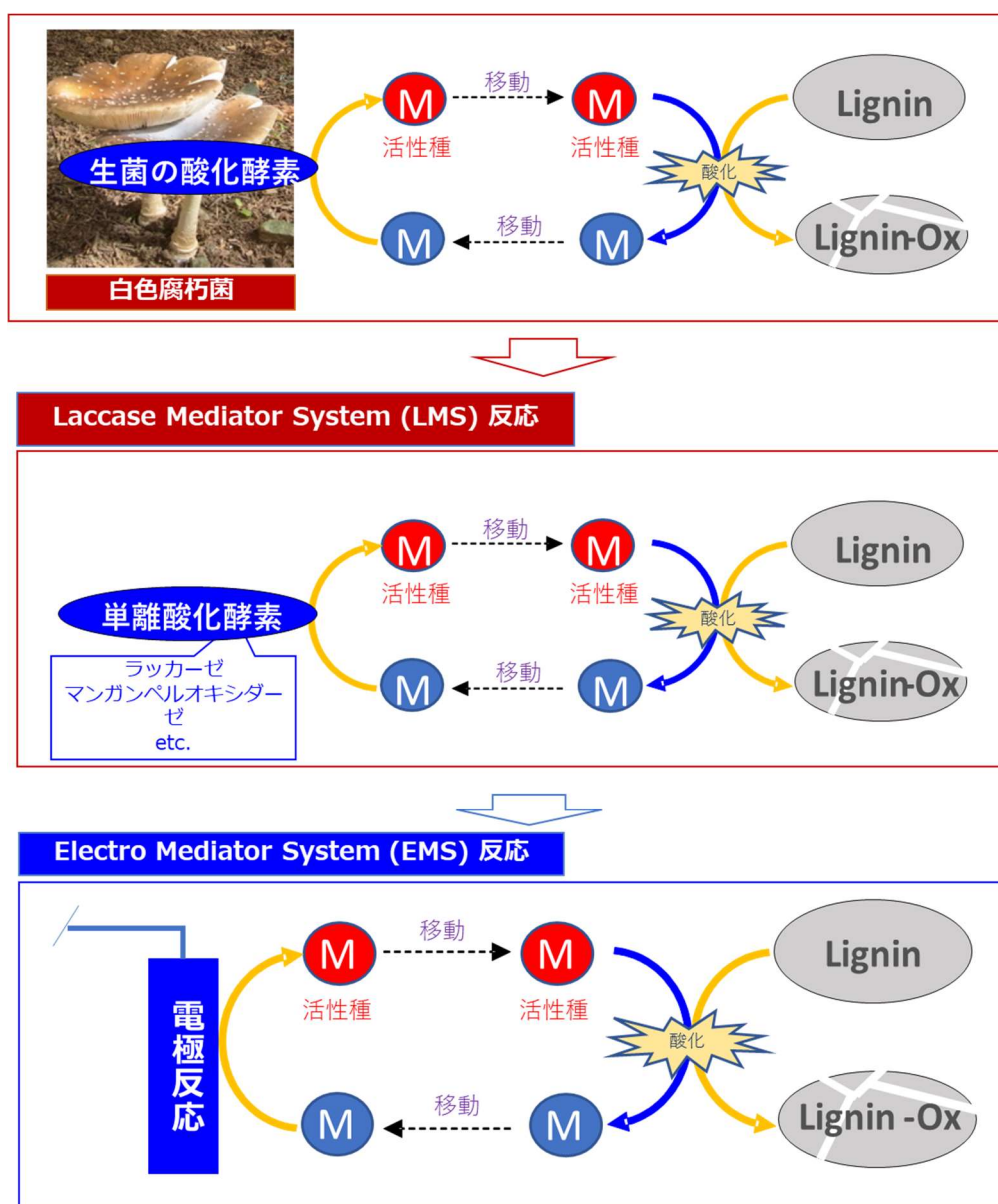 M
移動
M
Lignin
活性種
活性種
生菌の酸化酵素
酸化
M
移動
M
Lignin-Ox
白色腐朽菌
Laccase Mediator System (LMS) 反応
M
移動
M
Lignin
活性種
活性種
単離酸化酵素
酸化
ラッカーゼ
マンガンペルオキシダー
ゼ
etc.
M
移動
M
Lignin-Ox
Electro Mediator System (EMS) 反応
M
移動
M
Lignin
活性種
活性種
電極反応
酸化
M
移動
M
Lignin -Ox